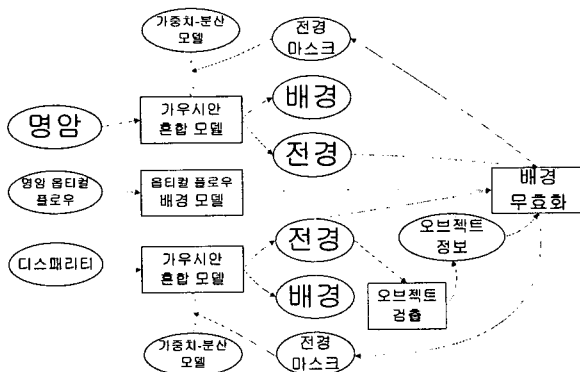 가중치-분산
모델
전경
마스크
명암
가우시안
혼합 모델
배경
전경
명암 옵티컬
플로우
옵티컬 플로우
배경 모델
배경
무효화
디스패리티
가우시안
혼합 모델
전경
오브젝트
정보
배경
오브젝트
검출
가중치-분산
모델
전경
마스크